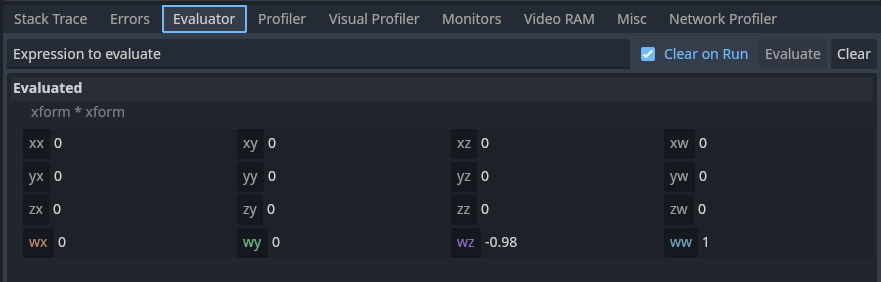 Stack Trace Errors Evaluator Profiler Visual Profiler Monitors Video RAM Misc Network Profiler
Expression to evaluate Clear on Run Evaluate Clear
Evaluated
xform * xform
xx 0 xy 0 xz 0 xw 0
yx 0 yy 0 yz 0 yw 0
zx 0 zy 0 zz 0 zw 0
wx 0 wy 0 wz -0.98 ww 1